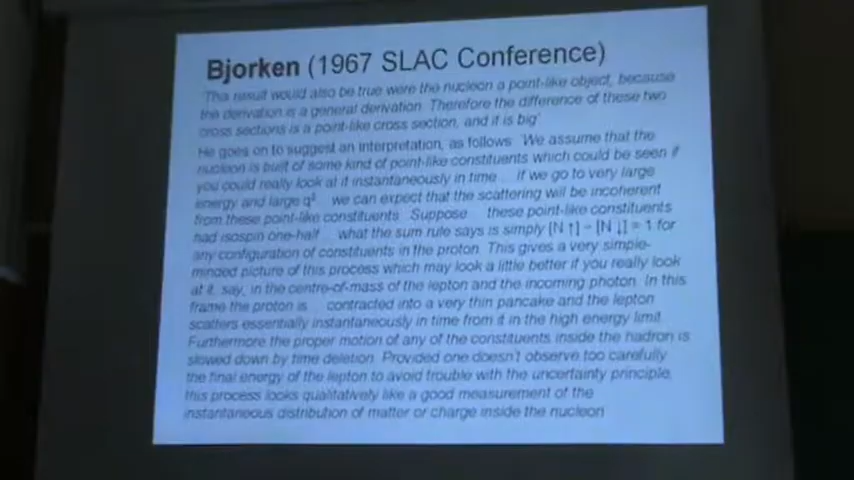 Bjorken (1967 SLAC Conference)
'This result would also be true were the nucleon a point-like object, because
the derivation is a general derivation. Therefore the difference of these two
cross sections is a point-like cross section, and it is big'
He goes on to suggest an interpretation, as follows: 'We assume that the
nucleon is built of some kind of point-like constituents which could be seen if
you could really look at it instantaneously in time ... If we go to very large
energy and large q² ... we can expect that the scattering will be incoherent
from these point-like constituents. Suppose ... these point-like constituents
had isospin one-half ... what the sum rule says is simply [N ↑] - [N ↓] = 1 for
any configuration of constituents in the proton. This gives a very simple-
minded picture of this process which may look a little better if you really look
at it, say, in the centre-of-mass of the lepton and the incoming photon. In this
frame the proton is ... contracted into a very thin pancake and the lepton
scatters essentially instantaneously in time from it in the high energy limit.
Furthermore the proper motion of any of the constituents inside the hadron is
slowed down by time deletion. Provided one doesn't observe too carefully
the final energy of the lepton to avoid trouble with the uncertainty principle,
this process looks qualitatively like a good measurement of the
instantaneous distribution of matter or charge inside the nucleon